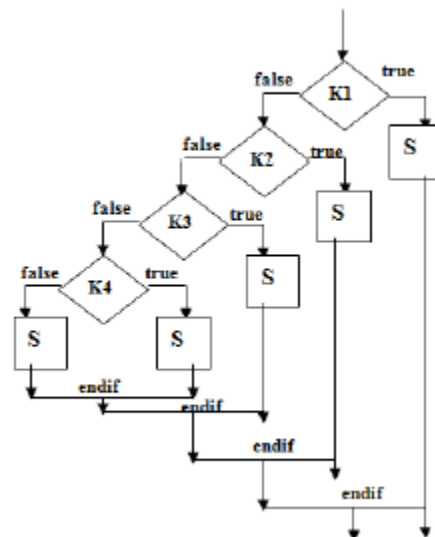 false
true
K1
false
K2
true
S
false
K3
true
S
false
K4
true
S
S
S
endif
endif
endif
endif